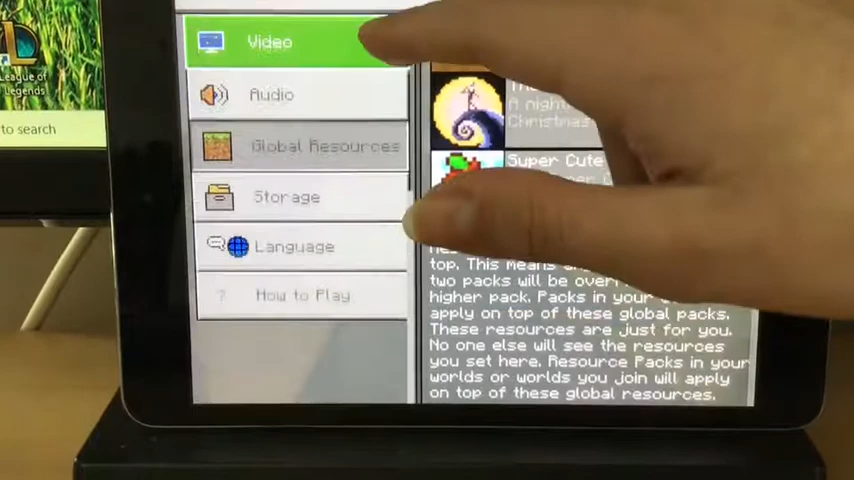 League of
Legends
to search
Video
Audio
Global Resources
Storage
Language
? How to Play
A night
Christmas
Super Cute
top. This means
two packs will be over
higher pack. Packs in your
apply on top of these global packs.
These resources are just for you.
No one else will see the resources
you set here. Resource Packs in your
worlds or worlds you join will apply
on top of these global resources.